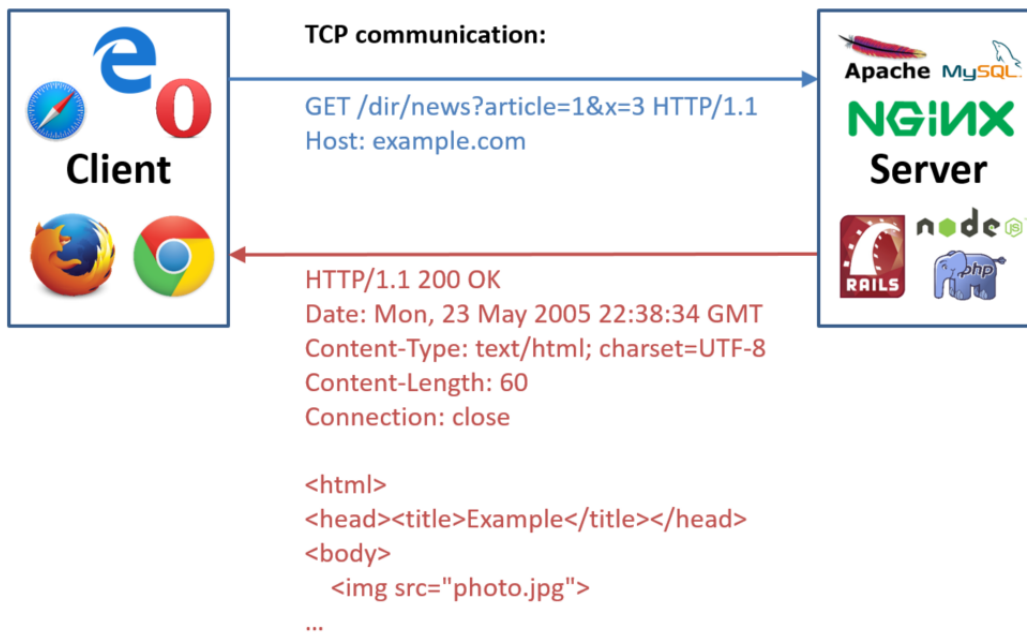 TCP communication:
Apache MySQL
GET /dir/news?article=1&x=3 HTTP/1.1
NGiNX
Host: example.com
Client
Server
node
JS
php
RAILS
HTTP/1.1 200 OK
Date: Mon, 23 May 2005 22:38:34 GMT
Content-Type: text/html; charset=UTF-8
Content-Length: 60
Connection: close
<html>
<head><title>Example</title></head>
<body>
<img src="photo.jpg">
...